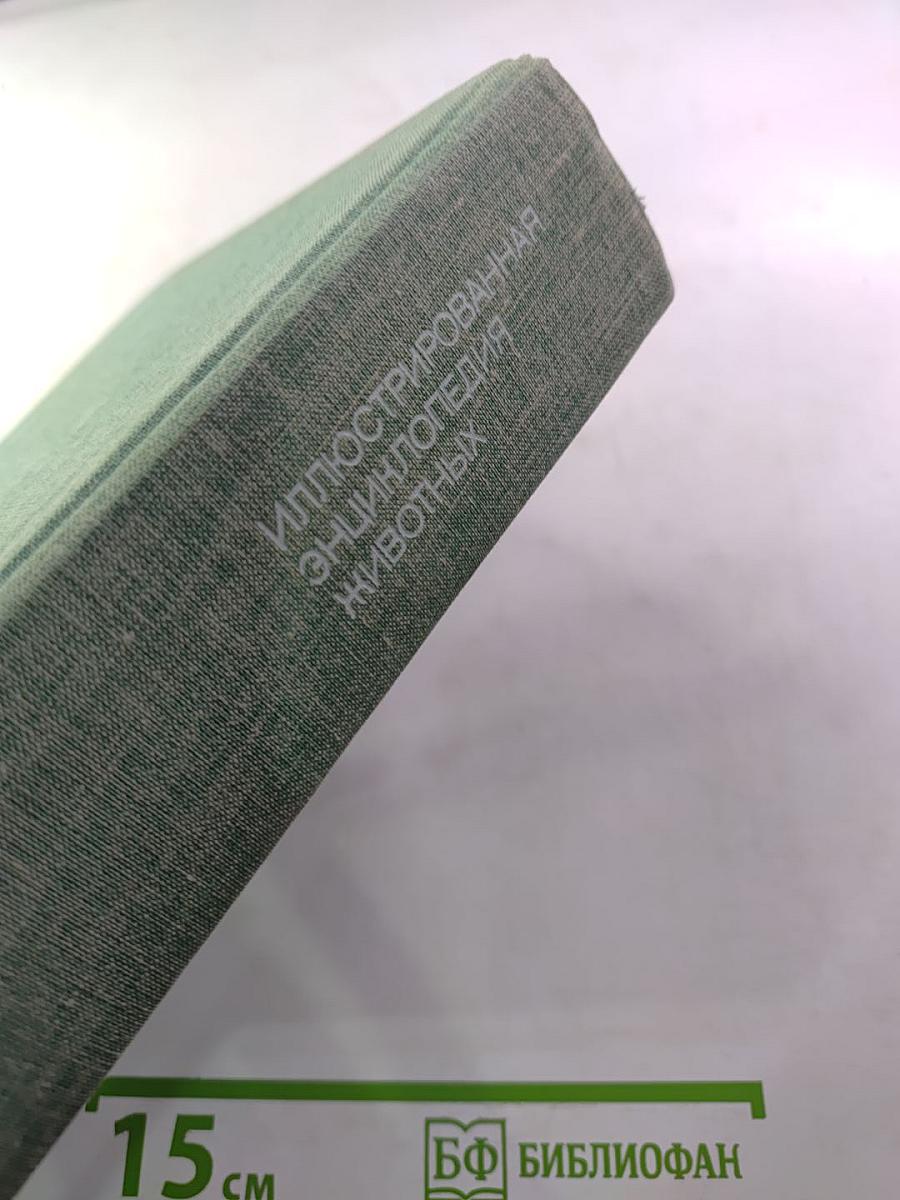 ИЛЛЮСТРИРОВАННАЯ
ЭНЦИКЛОПЕДИЯ
ЖИВОТНЫХ
15 см
БФ БИБЛИОФАН